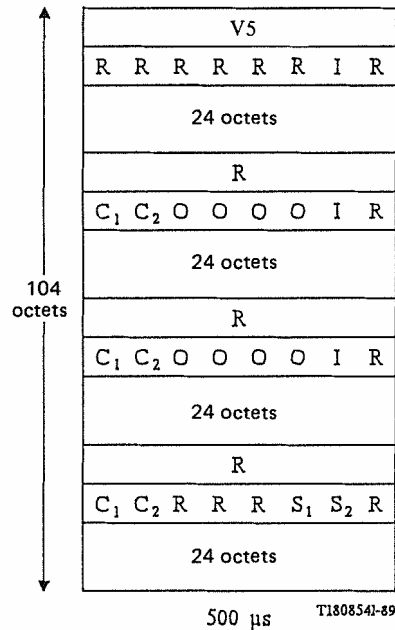 V5
R R R R R R I R
24 octets
R
C₁ C₂ O O O O I R
24 octets
104
octets
R
C₁ C₂ O O O O I R
24 octets
R
C₁ C₂ R R R S₁ S₂ R
24 octets
500 µs
T1808541-89